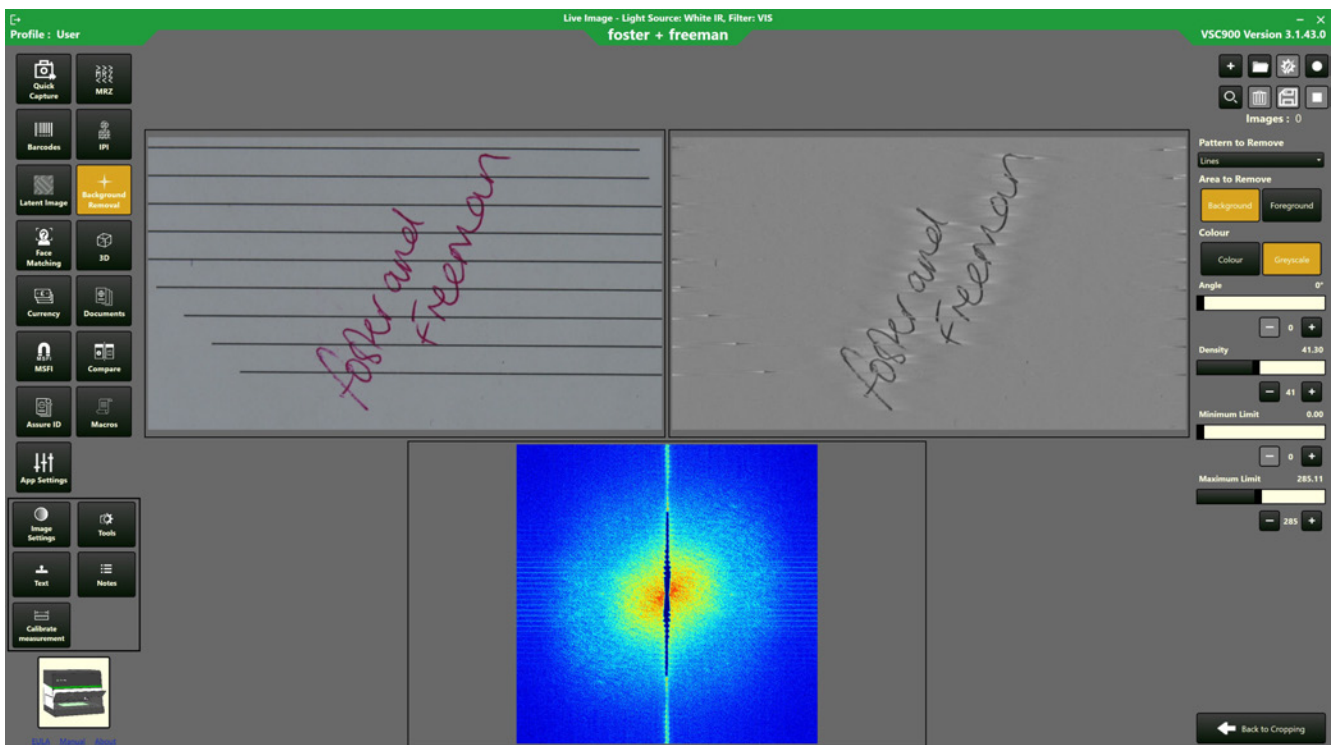 Live Image - Light Source: White IR, Filter: VIS
Profile : User
foster + freeman
VSC900 Version 3.1.43.0
Quick Capture
MRZ
Barcodes
IPI
Latent Image
Background Removal
Face Matching
3D
Currency
Documents
MSFI
MSFI
Compare
Assure ID
Macros
App Settings
Image Settings
Tools
Text
Notes
Calibrate measurement
EULA Manual About
foster and
freeman
foster and
freeman
Images : 0
Pattern to Remove
Lines
Area to Remove
Background Foreground
Colour
Colour Greyscale
Angle 0°
0
Density 41.30
41
Minimum Limit 0.00
0
Maximum Limit 285.11
285
Back to Cropping